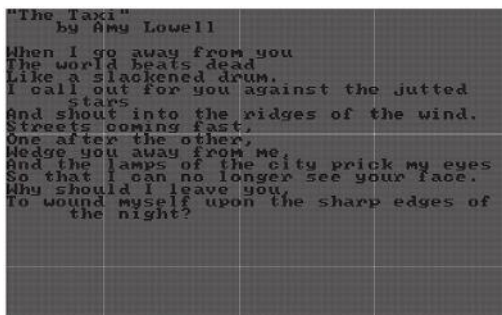 "The Taxi"
by Amy Lowell
When I go away from you
The world beats dead
Like a slackened drum.
I call out for you against the jutted
stars
And shout into the ridges of the wind.
Streets coming fast,
One after the other,
Wedge you away from me,
And the lamps of the city prick my eyes
So that I can no longer see your face.
Why should I leave you,
To wound myself upon the sharp edges of
the night?